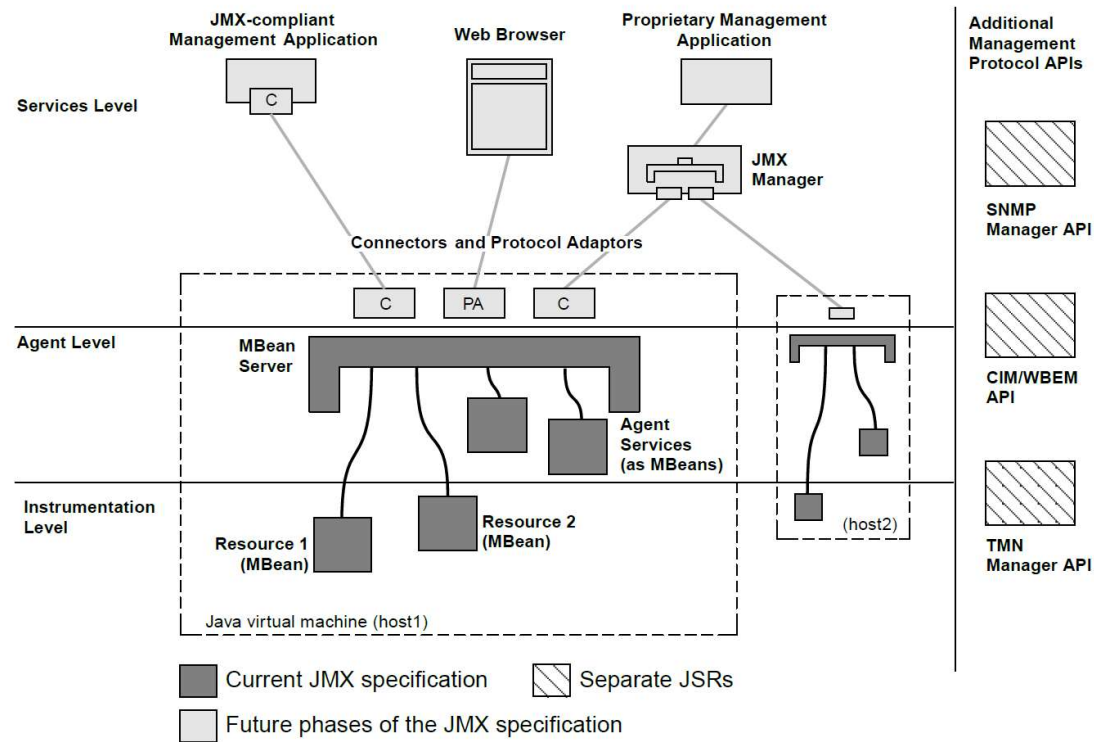 JMX-compliant
Management Application
Web Browser
Proprietary Management
Application
Additional
Management
Protocol APIs
Services Level
C
JMX
Manager
SNMP
Manager API
Connectors and Protocol Adaptors
C
PA
C
Agent Level
MBean
Server
CIM/WBEM
API
Agent
Services
(as MBeans)
Instrumentation
Level
Resource 1
(MBean)
Resource 2
(MBean)
(host2)
TMN
Manager API
Java virtual machine (host1)
Current JMX specification
Separate JSRs
Future phases of the JMX specification